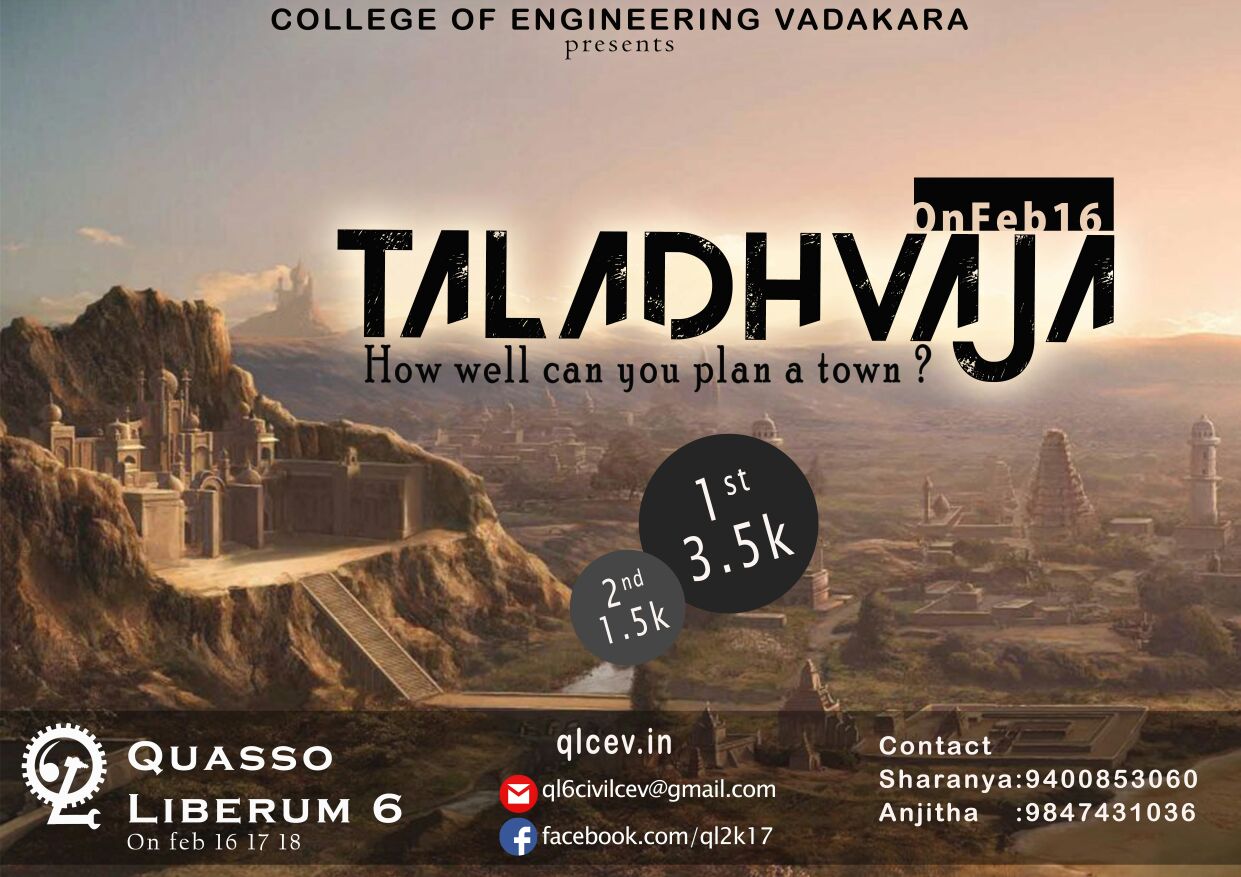 COLLEGE OF ENGINEERING VADAKARA
presents
OnFeb16
TALADHVAJA
How well can you plan a town ?
1st
3.5k
2nd
1.5k
QUASSO
LIBERUM 6
On feb 16 17 18
qlcev.in
ql6civilcev@gmail.com
facebook.com/ql2k17
Contact
Sharanya:9400853060
Anjitha :9847431036